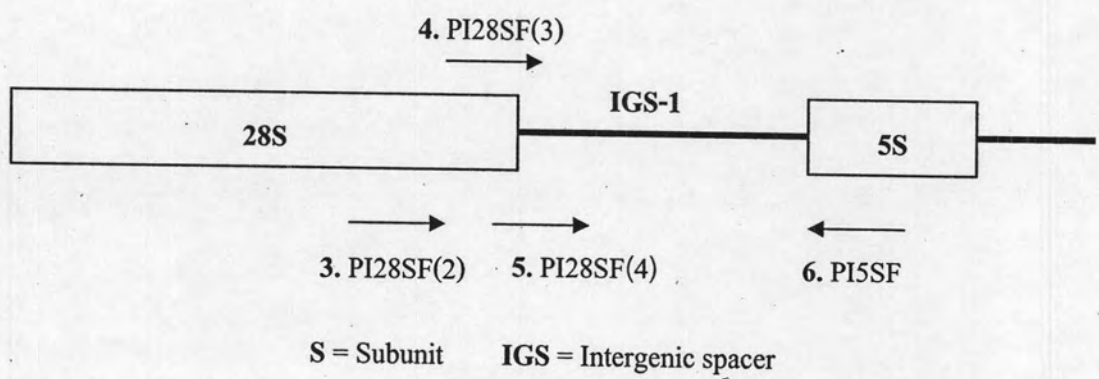 4. PI28SF(3)
IGS-1
28S
5S
3. PI28SF(2)
5. PI28SF(4)
6. PI5SF
S = Subunit IGS = Intergenic spacer